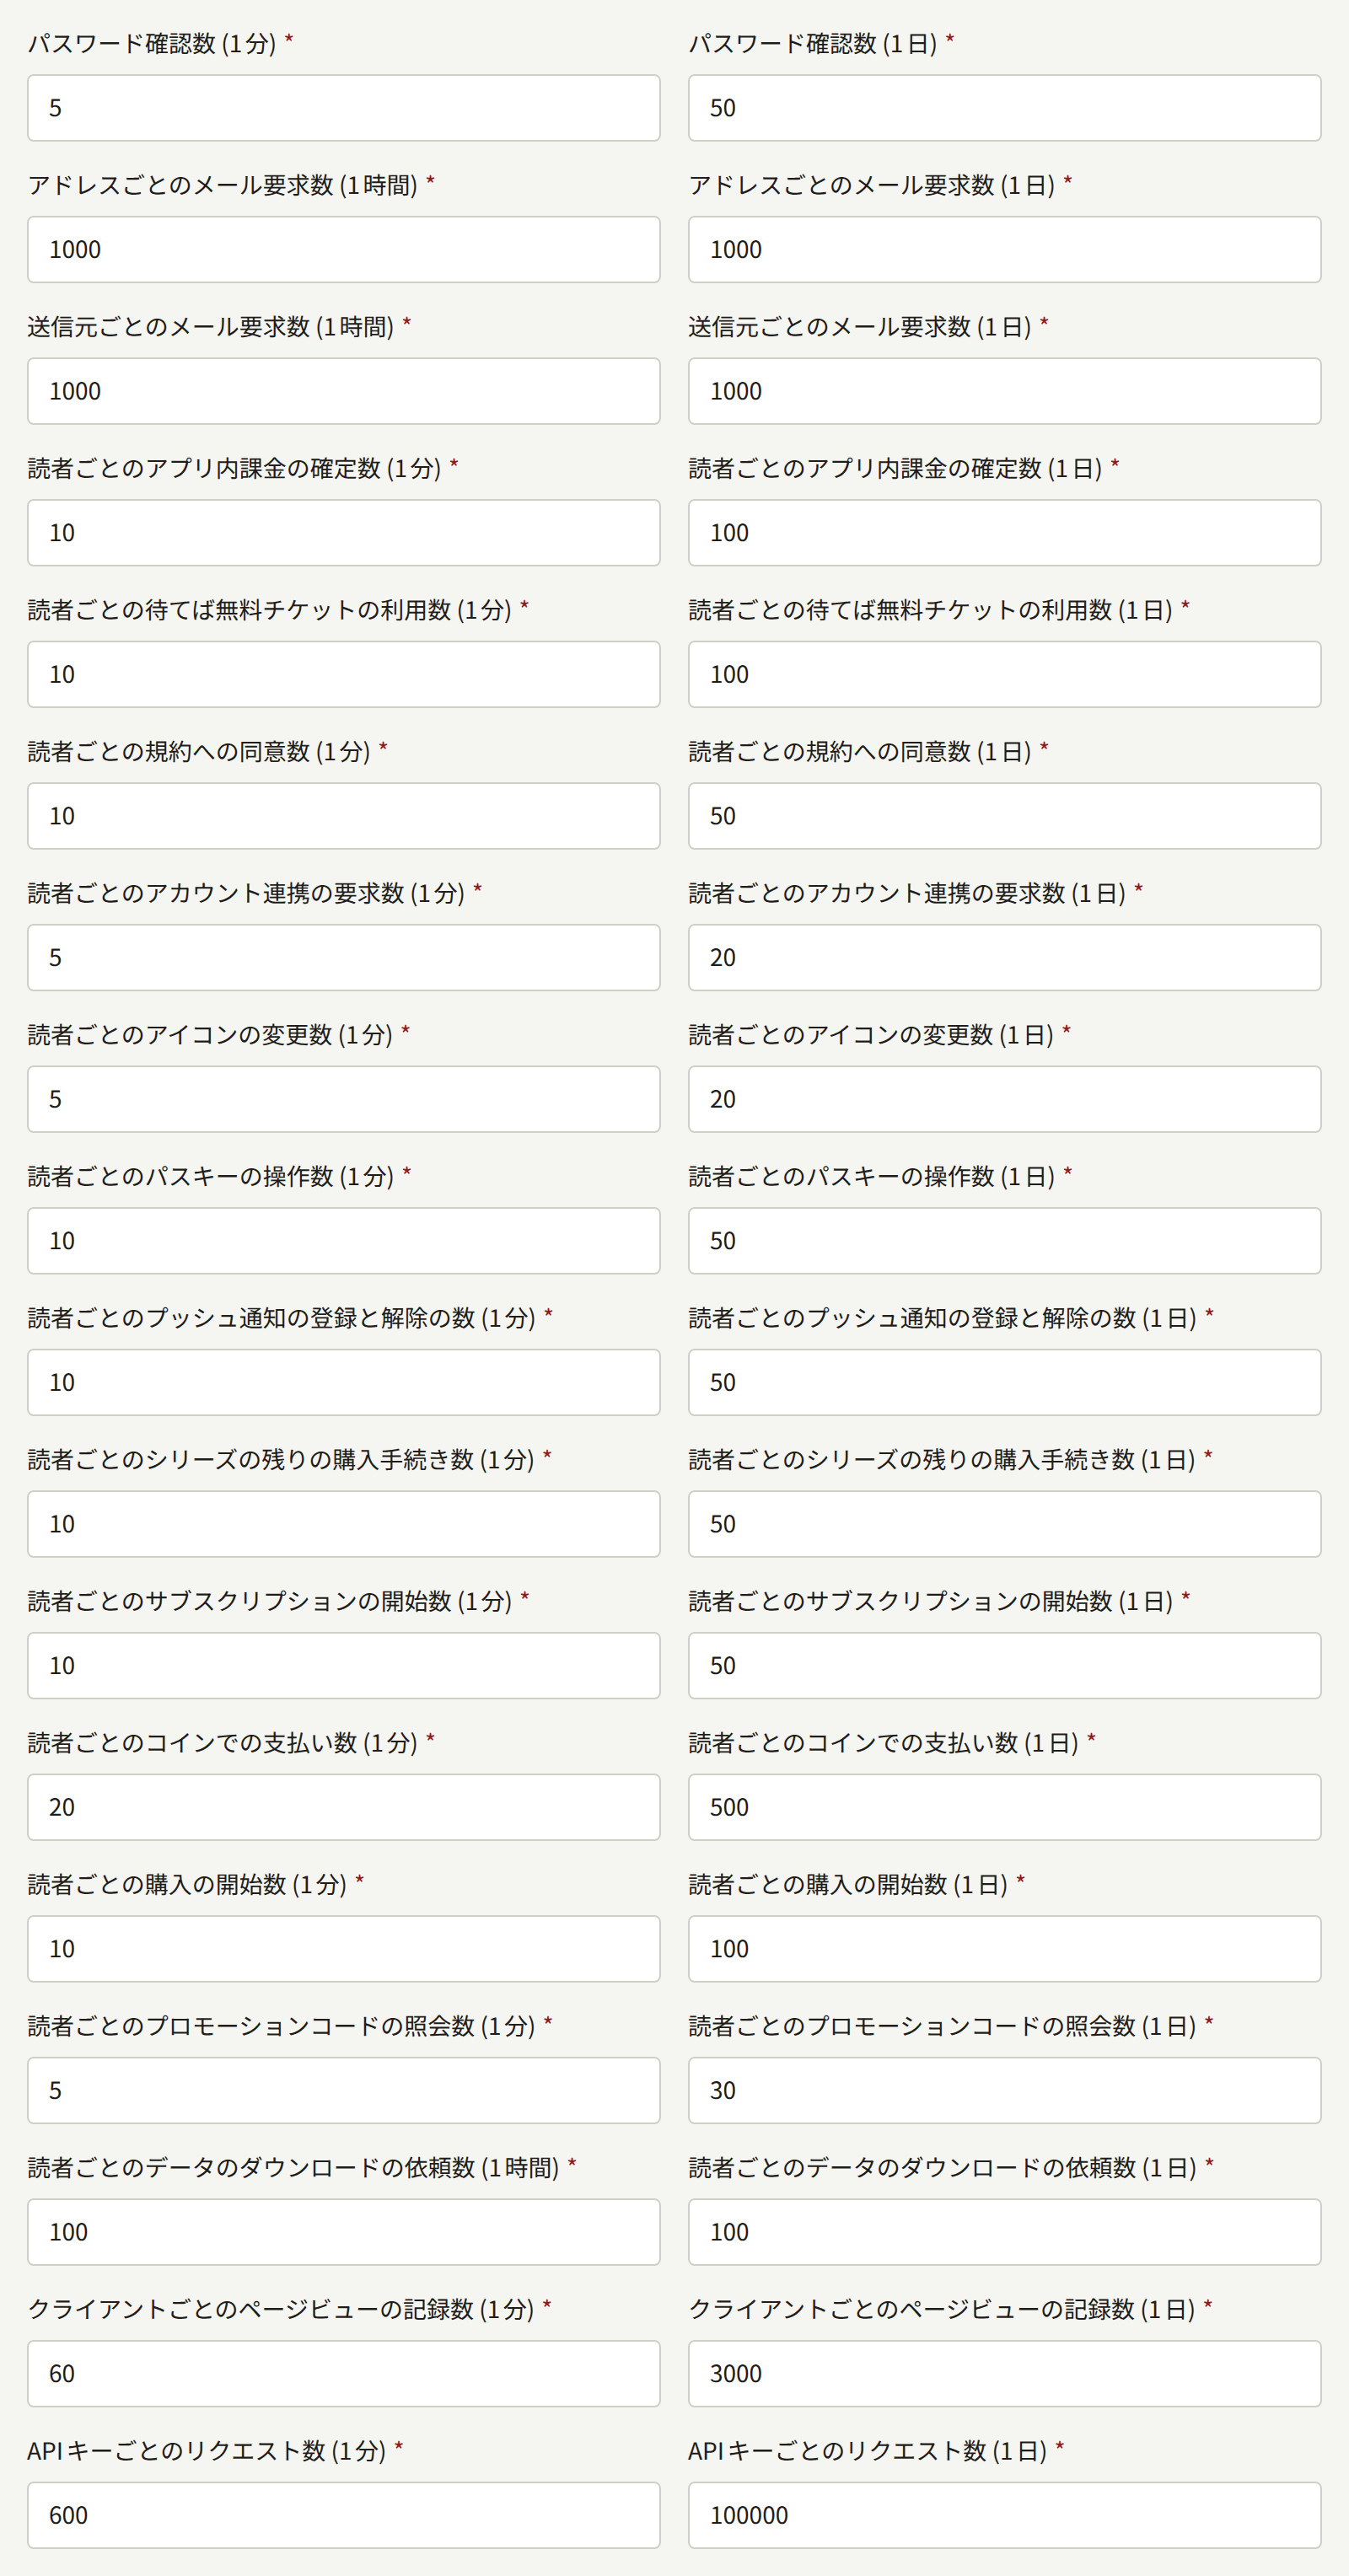 パスワード確認数 (1分) *
パスワード確認数 (1日) *
5
50
アドレスごとのメール要求数 (1時間) *
アドレスごとのメール要求数 (1日) *
1000
1000
送信元ごとのメール要求数 (1時間) *
送信元ごとのメール要求数 (1日) *
1000
1000
読者ごとのアプリ内課金の確定数 (1分) *
読者ごとのアプリ内課金の確定数 (1日) *
10
100
読者ごとの待てば無料チケットの利用数 (1分) *
読者ごとの待てば無料チケットの利用数 (1日) *
10
100
読者ごとの規約への同意数 (1分) *
読者ごとの規約への同意数 (1日) *
10
50
読者ごとのアカウント連携の要求数 (1分) *
読者ごとのアカウント連携の要求数 (1日) *
5
20
読者ごとのアイコンの変更数 (1分) *
読者ごとのアイコンの変更数 (1日) *
5
20
読者ごとのパスキーの操作数 (1分) *
読者ごとのパスキーの操作数 (1日) *
10
50
読者ごとのプッシュ通知の登録と解除の数 (1分) *
読者ごとのプッシュ通知の登録と解除の数 (1日) *
10
50
読者ごとのシリーズの残りの購入手続き数 (1分) *
読者ごとのシリーズの残りの購入手続き数 (1日) *
10
50
読者ごとのサブスクリプションの開始数 (1分) *
読者ごとのサブスクリプションの開始数 (1日) *
10
50
読者ごとのコインでの支払い数 (1分) *
読者ごとのコインでの支払い数 (1日) *
20
500
読者ごとの購入の開始数 (1分) *
読者ごとの購入の開始数 (1日) *
10
100
読者ごとのプロモーションコードの照会数 (1分) *
読者ごとのプロモーションコードの照会数 (1日) *
5
30
読者ごとのデータのダウンロードの依頼数 (1時間) *
読者ごとのデータのダウンロードの依頼数 (1日) *
100
100
クライアントごとのページビューの記録数 (1分) *
クライアントごとのページビューの記録数 (1日) *
60
3000
APIキーごとのリクエスト数 (1分) *
APIキーごとのリクエスト数 (1日) *
600
100000